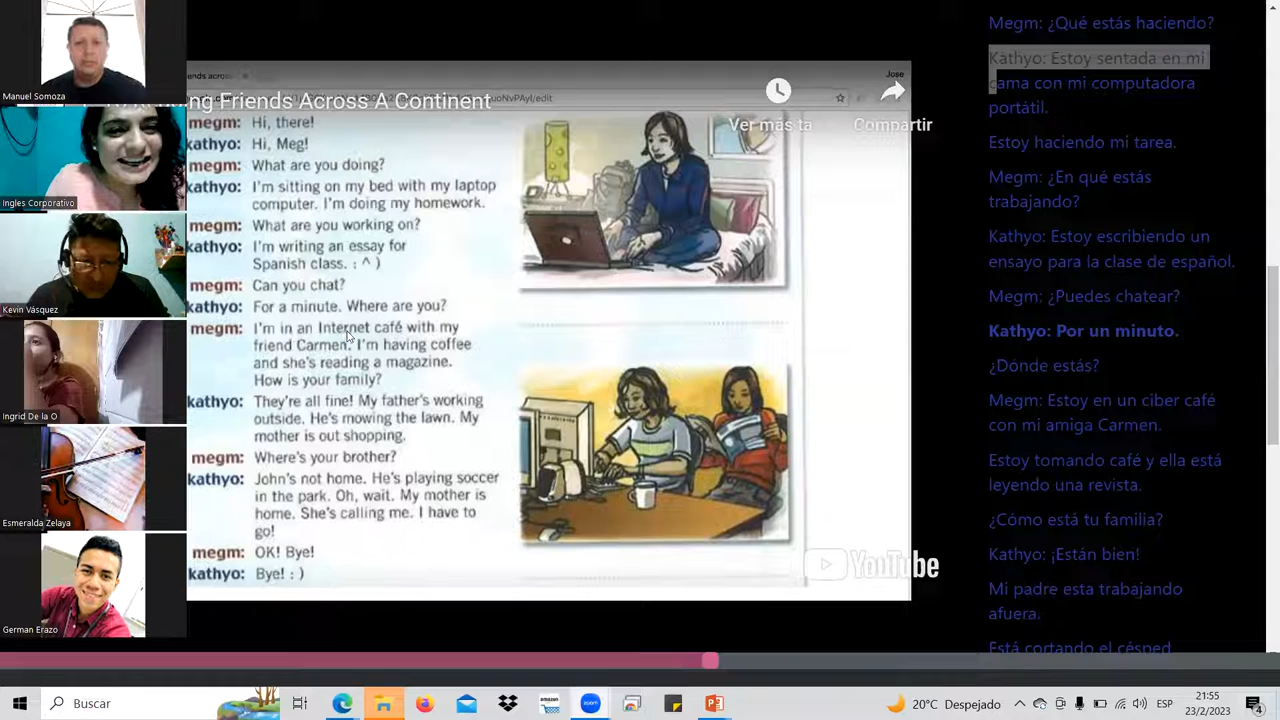 Manuel Somoza
Ingles Corporativo
Kevin Vásquez
Ingrid De la O
Esmeralda Zelaya
German Erazo
ends acros
Jose
uoNvPAyI/edit
ng Friends Across A Continent
Ver más ta
Compartir
megm: Hi, there!
kathyo: Hi, Meg!
megm: What are you doing?
kathyo: I'm sitting on my bed with my laptop
computer. I'm doing my homework.
megm: What are you working on?
kathyo: I'm writing an essay for
Spanish class. : ^ )
megm: Can you chat?
kathyo: For a minute. Where are you?
megm: I'm in an Internet café with my
friend Carmen. I'm having coffee
and she's reading a magazine.
How is your family?
kathyo: They're all fine! My father's working
outside. He's mowing the lawn. My
mother is out shopping.
megm: Where's your brother?
kathyo: John's not home. He's playing soccer
in the park. Oh, wait. My mother is
home. She's calling me. I have to
go!
megm: OK! Bye!
kathyo: Bye! : )
YouTube
Megm: ¿Qué estás haciendo?
Kathyo: Estoy sentada en mi
cama con mi computadora
portátil.
Estoy haciendo mi tarea.
Megm: ¿En qué estás
trabajando?
Kathyo: Estoy escribiendo un
ensayo para la clase de español.
Megm: ¿Puedes chatear?
Kathyo: Por un minuto.
¿Dónde estás?
Megm: Estoy en un ciber café
con mi amiga Carmen.
Estoy tomando café y ella está
leyendo una revista.
¿Cómo está tu familia?
Kathyo: ¡Están bien!
Mi padre esta trabajando
afuera.
Está cortando el césped
Buscar
amazon
zoom
20°C Despejado
ESP
21:55
23/2/2023
4